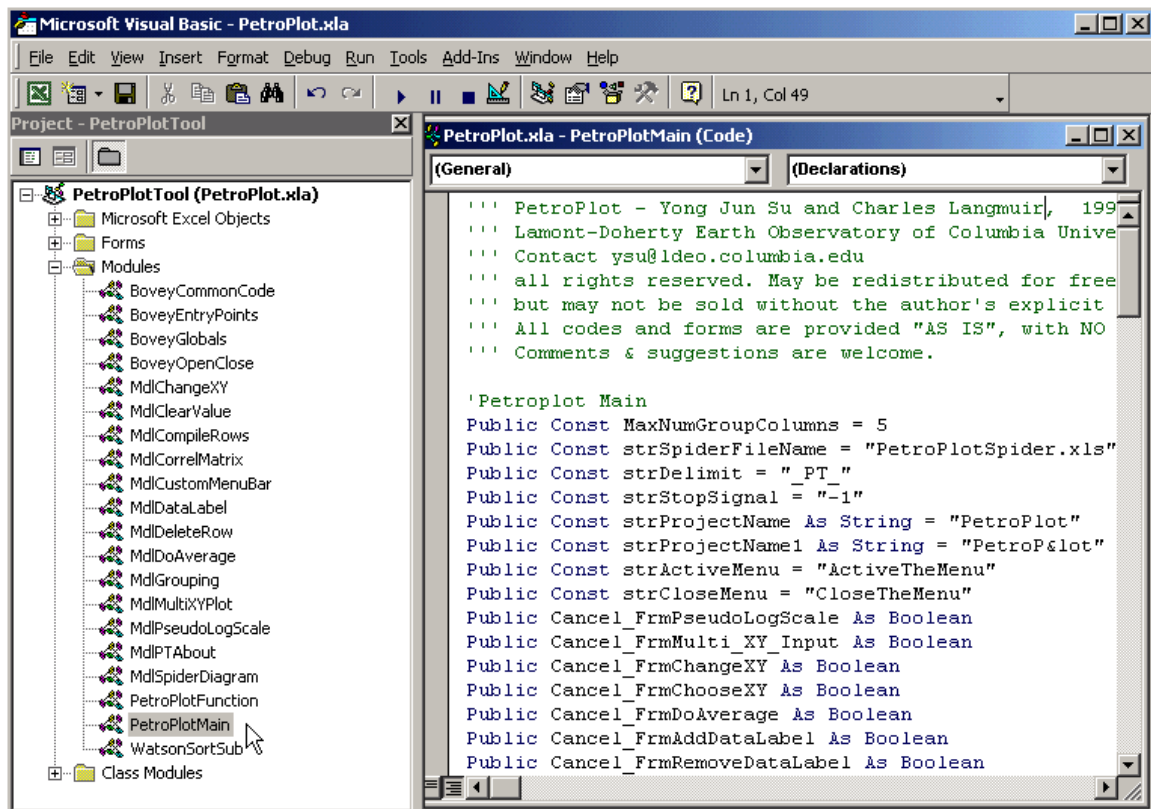 Microsoft Visual Basic - PetroPlot.xla
File Edit View Insert Format Debug Run Tools Add-Ins Window Help
Ln 1, Col 49
Project - PetroPlotTool
PetroPlotTool (PetroPlot.xla)
Microsoft Excel Objects
Forms
Modules
BoveyCommonCode
BoveyEntryPoints
BoveyGlobals
BoveyOpenClose
MdlChangeXY
MdlClearValue
MdlCompileRows
MdlCorrelMatrix
MdlCustomMenuBar
MdlDataLabel
MdlDeleteRow
MdlDoAverage
MdlGrouping
MdlMultiXYPlot
MdlPseudoLogScale
MdlPTAbout
MdlSpiderDiagram
PetroPlotFunction
PetroPlotMain
WatsonSortSub
Class Modules
PetroPlot.xla - PetroPlotMain (Code)
(General) (Declarations)
''' PetroPlot - Yong Jun Su and Charles Langmuir, 199
''' Lamont-Doherty Earth Observatory of Columbia Unive
''' Contact ysu@ldeo.columbia.edu
''' all rights reserved. May be redistributed for free
''' but may not be sold without the author's explicit
''' All codes and forms are provided "AS IS", with NO
''' Comments & suggestions are welcome.
'Petroplot Main
Public Const MaxNumGroupColumns = 5
Public Const strSpiderFileName = "PetroPlotSpider.xls"
Public Const strDelimit = "_PT_"
Public Const strStopSignal = "-1"
Public Const strProjectName As String = "PetroPlot"
Public Const strProjectName1 As String = "PetroP&lot"
Public Const strActiveMenu = "ActiveTheMenu"
Public Const strCloseMenu = "CloseTheMenu"
Public Cancel_FrmPseudoLogScale As Boolean
Public Cancel_FrmMulti_XY_Input As Boolean
Public Cancel_FrmChangeXY As Boolean
Public Cancel_FrmChooseXY As Boolean
Public Cancel_FrmDoAverage As Boolean
Public Cancel_FrmAddDataLabel As Boolean
Public Cancel_FrmRemoveDataLabel As Boolean